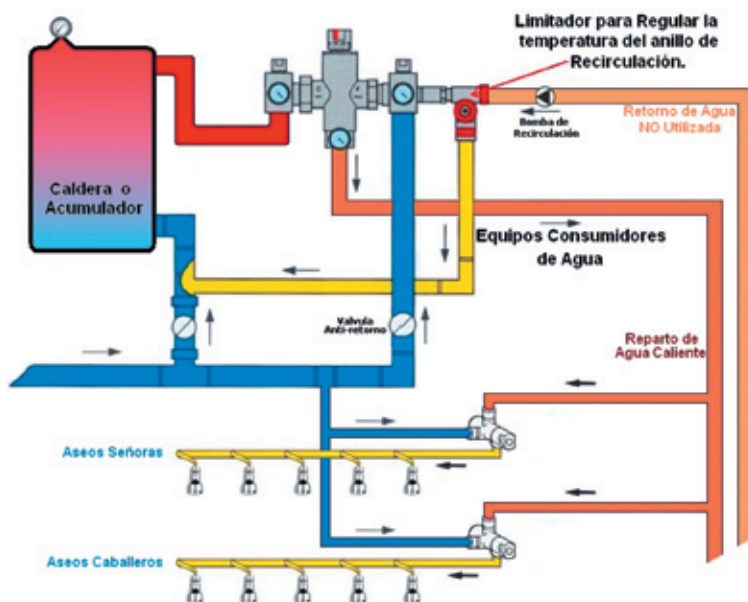 Limitador para Regular la
temperatura del anillo de
Recirculación.
Caldera o
Acumulador
Bomba de
Recirculación
Retorno de Agua
NO Utilizada
Equipos Consumidores
de Agua
Valvula
Anti-retorno
Reparto de
Agua Caliente
Aseos Señoras
Aseos Caballeros